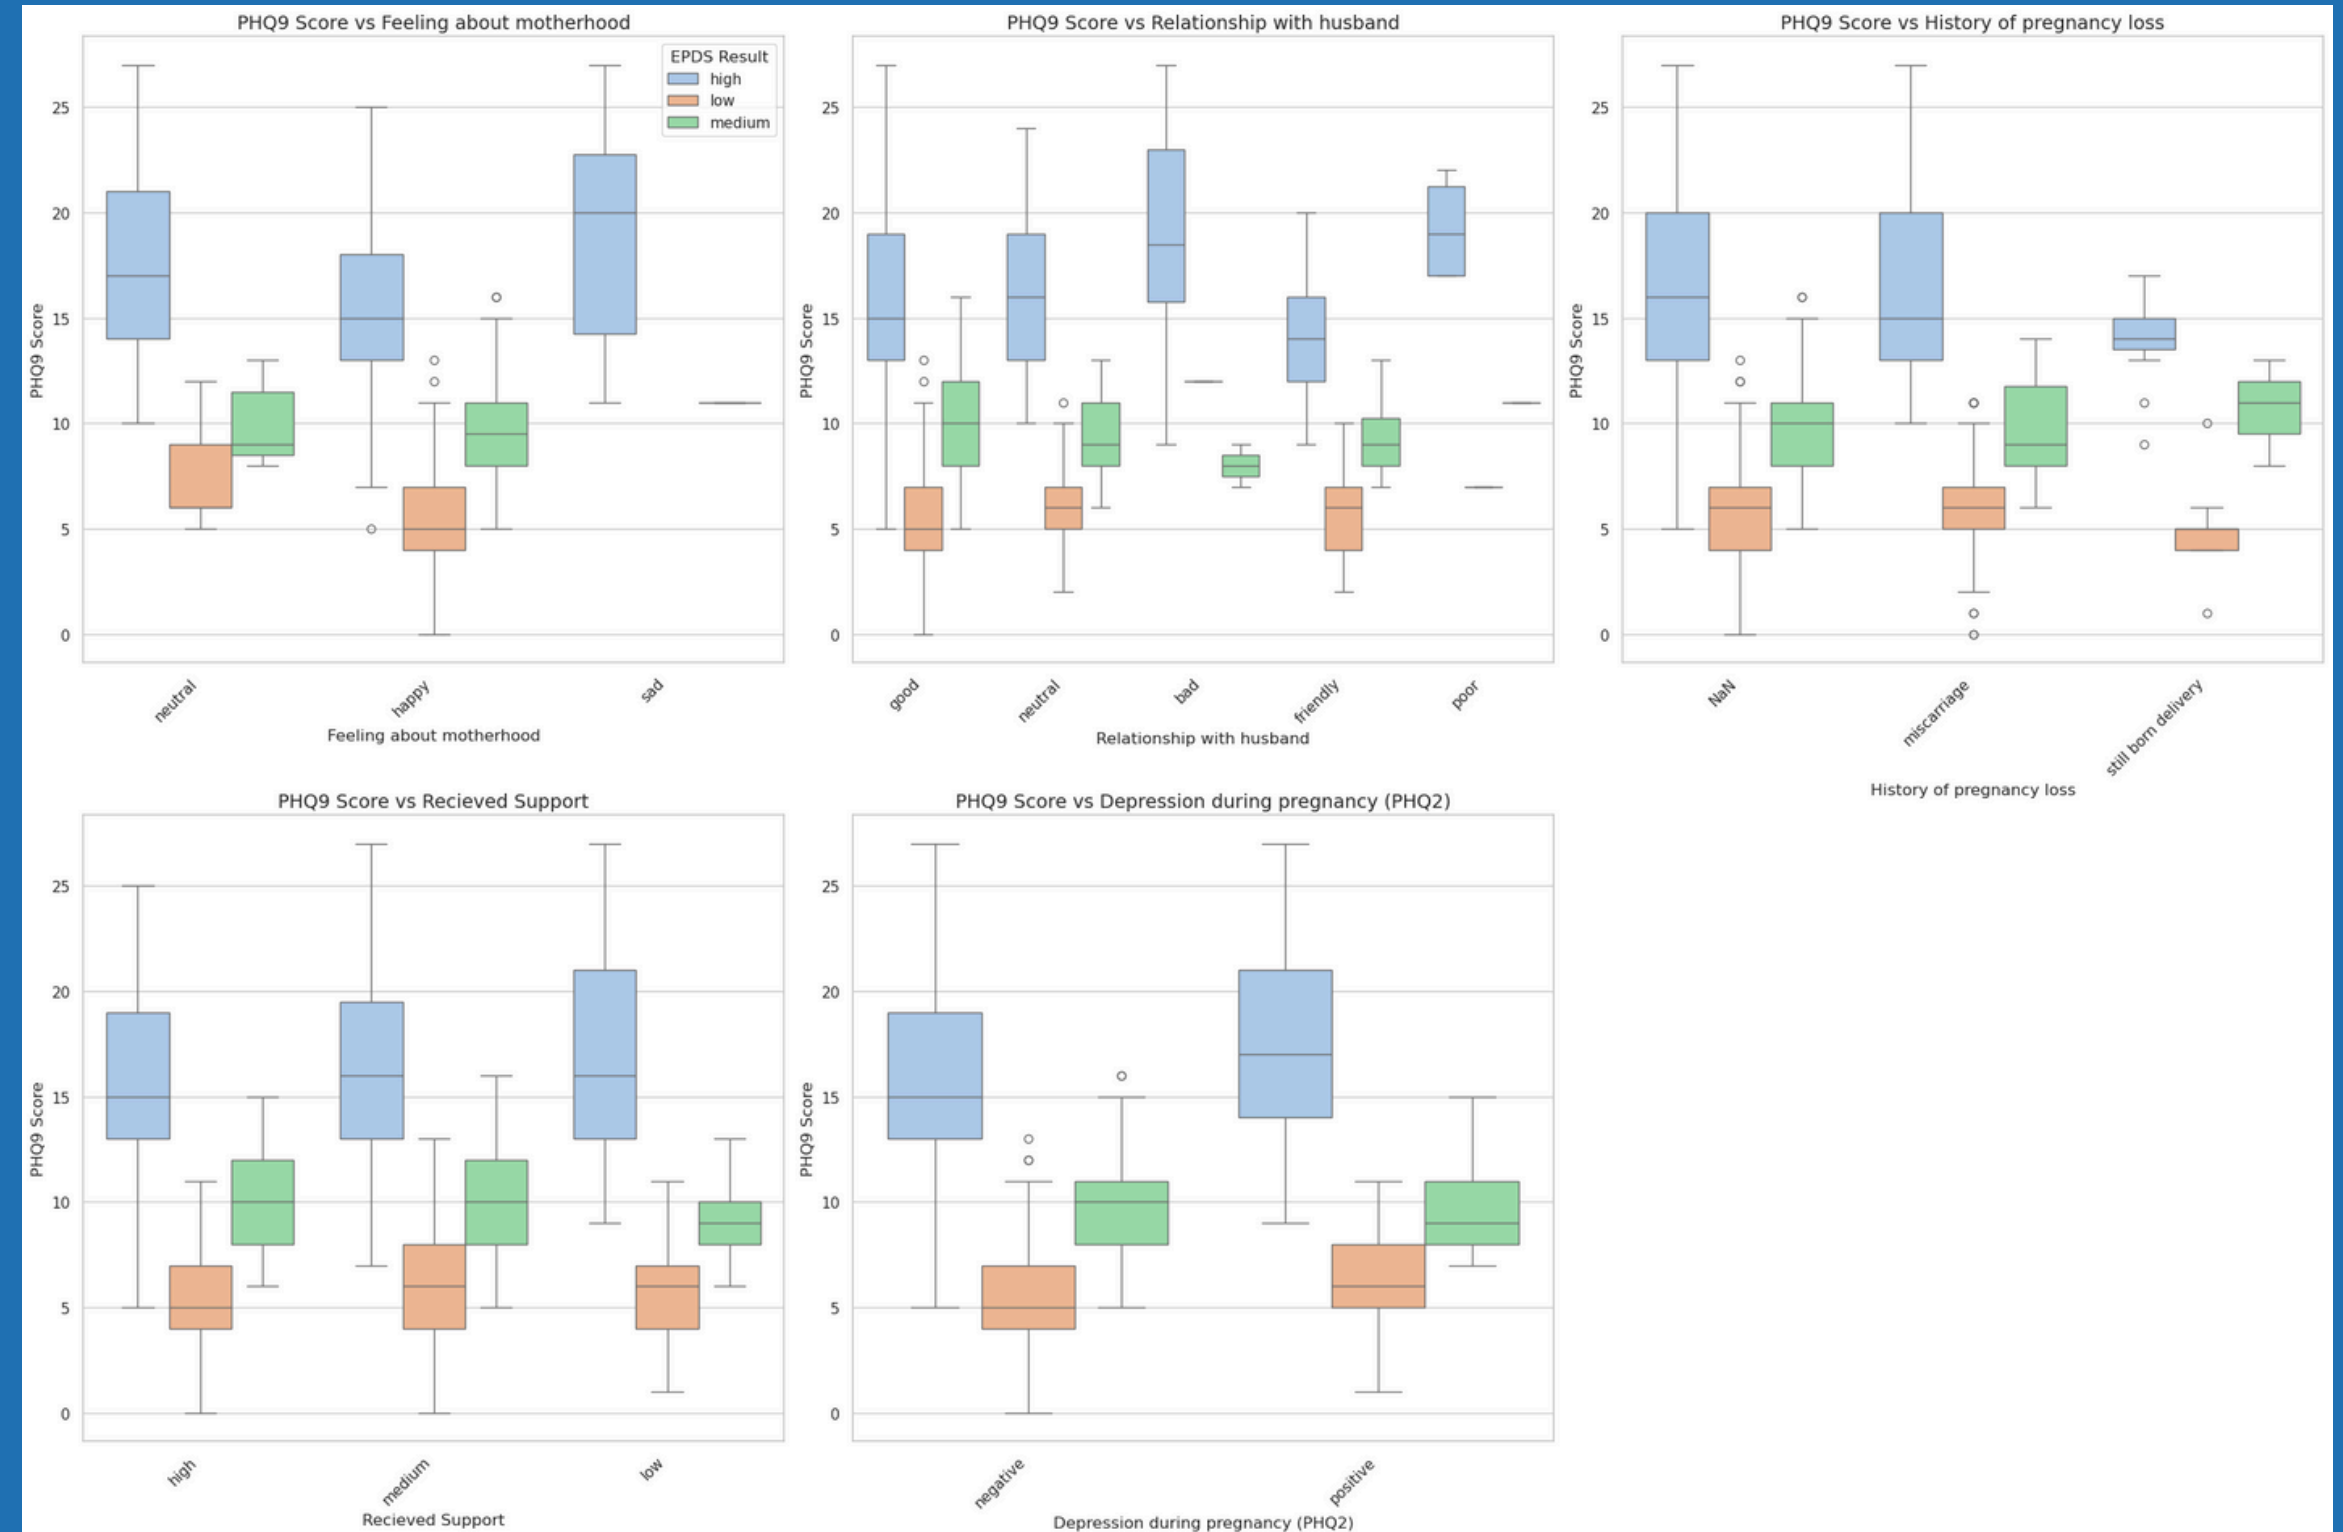 PHQ9 Score vs Feeling about motherhood
EPDS Result
high
low
medium
25
20
15
10
5
0
PHQ9 Score
neutral
happy
sad
Feeling about motherhood
PHQ9 Score vs Relationship with husband
25
20
15
10
5
0
PHQ9 Score
good
neutral
bad
friendly
poor
Relationship with husband
PHQ9 Score vs History of pregnancy loss
25
20
15
10
5
0
PHQ9 Score
NaN
miscarriage
still born delivery
History of pregnancy loss
PHQ9 Score vs Recieved Support
25
20
15
10
5
0
PHQ9 Score
high
medium
low
Recieved Support
PHQ9 Score vs Depression during pregnancy (PHQ2)
25
20
15
10
5
0
PHQ9 Score
negative
positive
Depression during pregnancy (PHQ2)